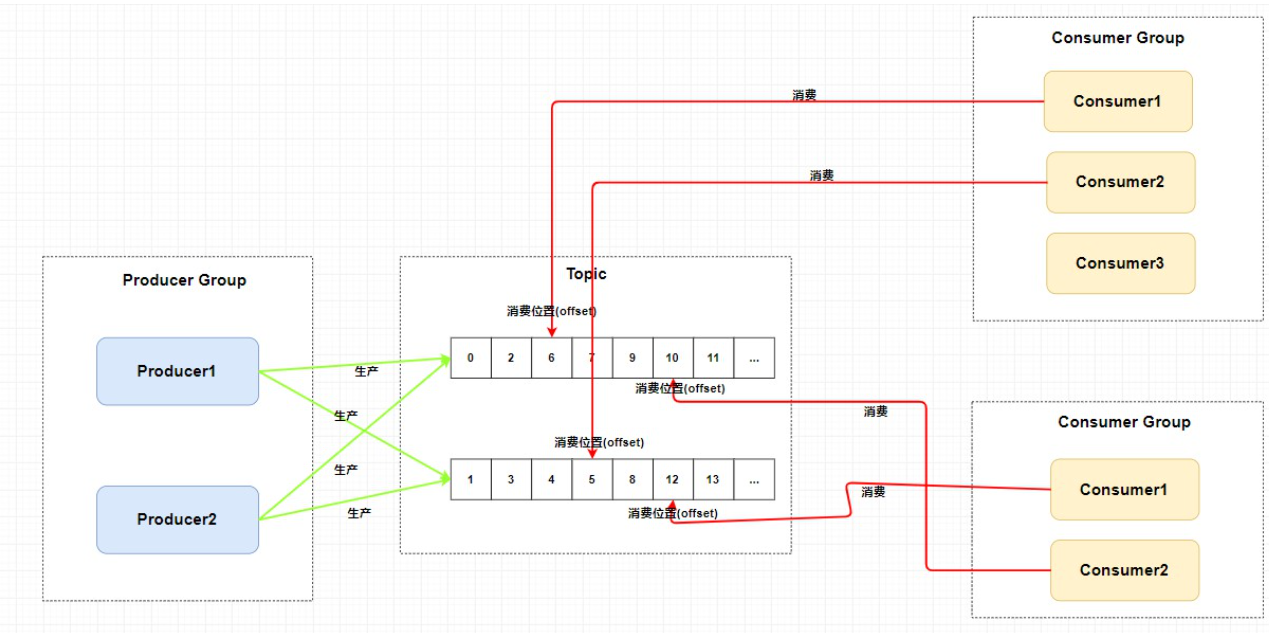 Consumer Group
消费
Consumer1
消费
Consumer2
Consumer3
Producer Group
Topic
消费位置(offset)
0 2 6 7 9 10 11 ...
Producer1
生产
消费位置(offset)
生产
消费
Consumer Group
消费位置(offset)
生产
1 3 4 5 8 12 13 ...
消费
Consumer1
生产
消费位置(offset)
Producer2
Consumer2